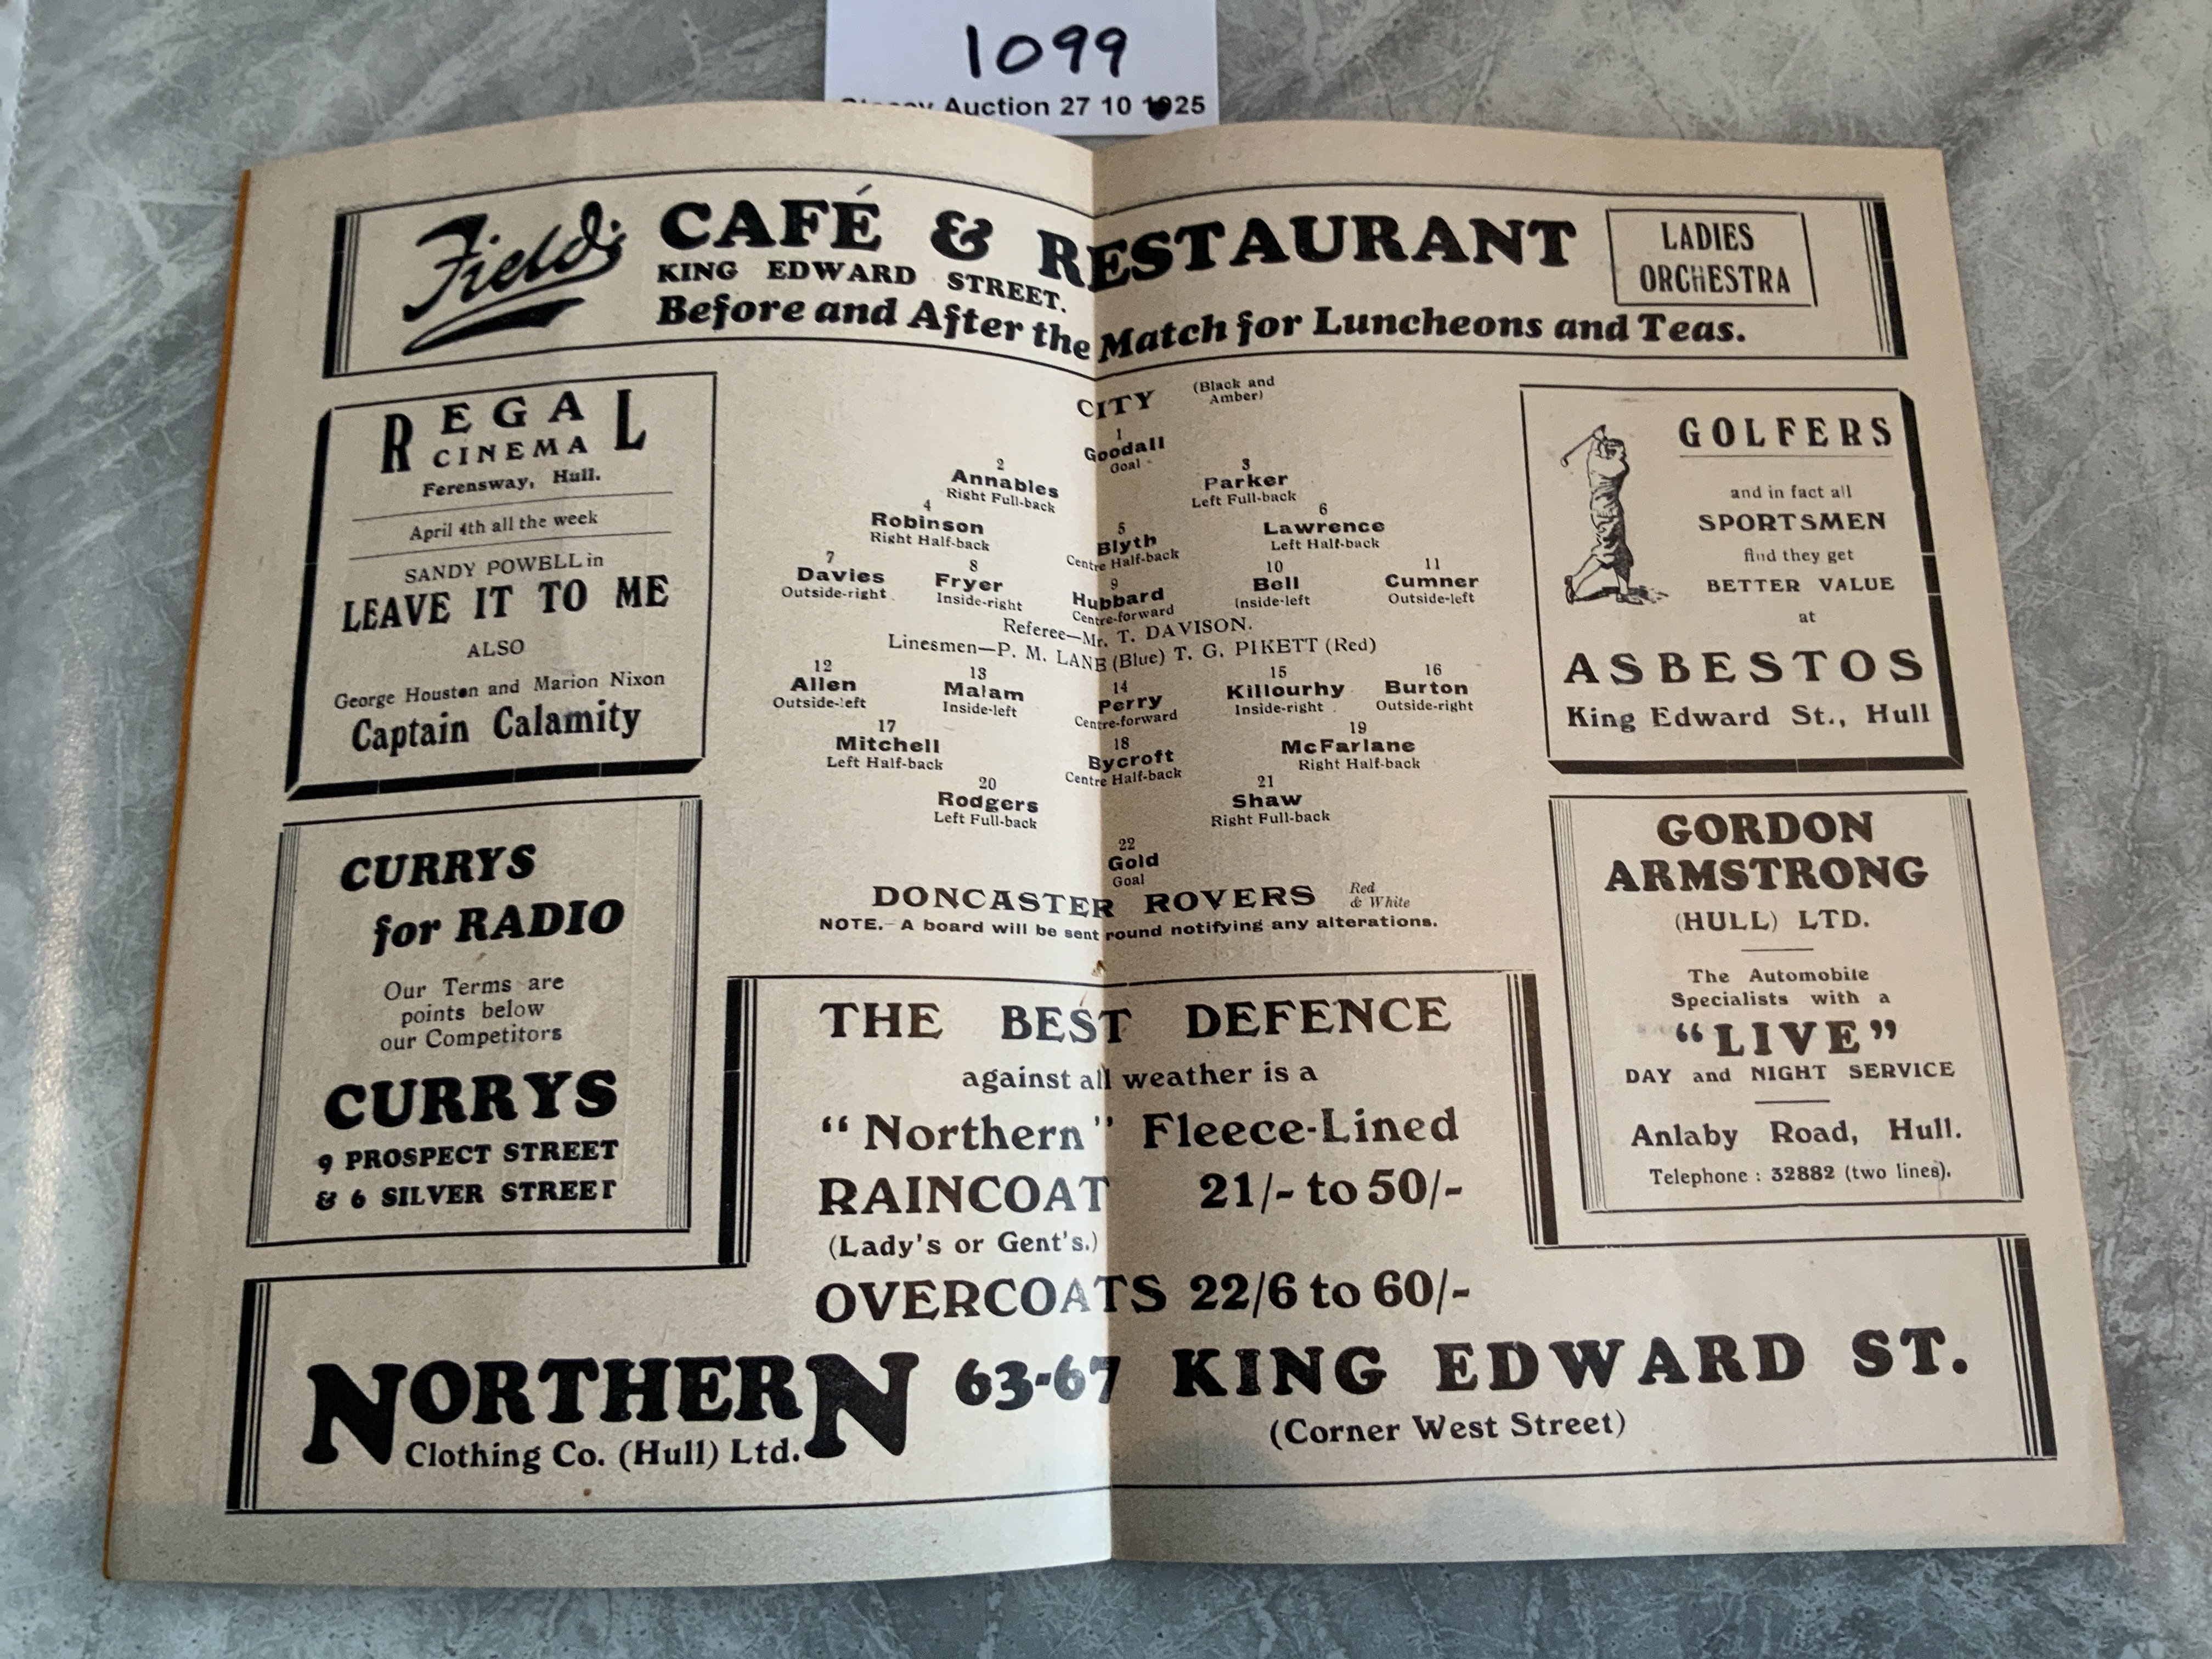 1099
Auction 27 10 1925
Field's
CAFÉ & RESTAURANT
KING EDWARD STREET.
LADIES
ORCHESTRA
Before and After the Match for Luncheons and Teas.
REGAL
CINEMA
Ferensway, Hull.
April 4th all the week
SANDY POWELL in
LEAVE IT TO ME
ALSO
George Houston and Marion Nixon
Captain Calamity
CURRYS
for RADIO
Our Terms are
points below
our Competitors
CURRYS
9 PROSPECT STREET
& 6 SILVER STREET
CITY (Black and
Amber)
1
Goodall
Goal
2 3
Annables Parker
Right Full-back Left Full-back
4 5 6
Robinson Blyth Lawrence
Right Half-back Centre Half-back Left Half-back
7 8 9 10 11
Davies Fryer Hubbard Bell Cumner
Outside-right Inside-right Centre-forward Inside-left Outside-left
Referee—Mr. T. DAVISON.
Linesmen—P. M. LANE (Blue) T. G. PIKETT (Red)
12 13 14 15 16
Allen Malam Perry Killourhy Burton
Outside-left Inside-left Centre-forward Inside-right Outside-right
17 18 19
Mitchell Bycroft McFarlane
Left Half-back Centre Half-back Right Half-back
20 21
Rodgers Shaw
Left Full-back Right Full-back
22
Gold
Goal
DONCASTER ROVERS Red
& White
NOTE.—A board will be sent round notifying any alterations.
GOLFERS
and in fact all
SPORTSMEN
find they get
BETTER VALUE
at
ASBESTOS
King Edward St., Hull
GORDON
ARMSTRONG
(HULL) LTD.
The Automobile
Specialists with a
"LIVE"
DAY and NIGHT SERVICE
Anlaby Road, Hull.
Telephone : 32882 (two lines).
THE BEST DEFENCE
against all weather is a
"Northern" Fleece-Lined
RAINCOAT 21/- to 50/-
(Lady's or Gent's.)
OVERCOATS 22/6 to 60/-
NORTHERN 63-67 KING EDWARD ST.
Clothing Co. (Hull) Ltd. (Corner West Street)